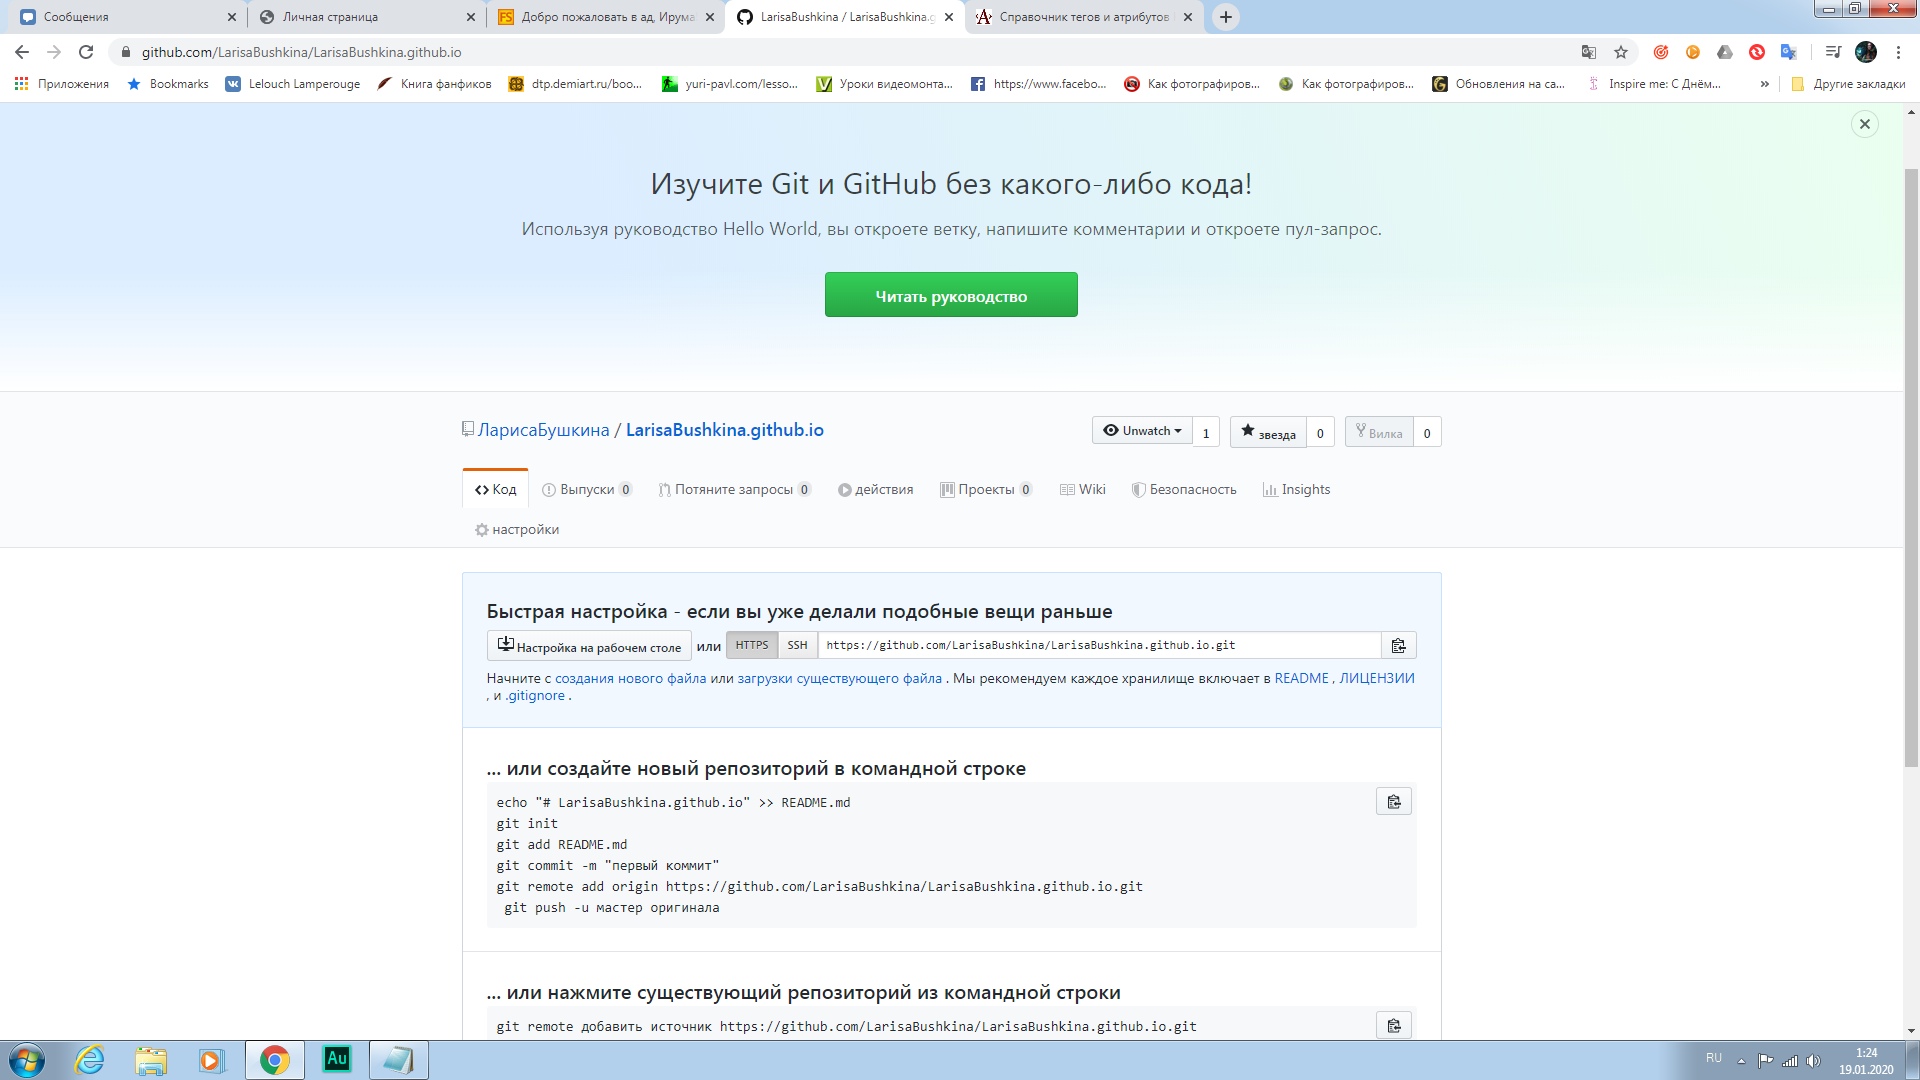 Сообщения
Личная страница
Добро пожаловать в ад, Ирума
LarisaBushkina / LarisaBushkina.g
Справочник тегов и атрибутов
github.com/LarisaBushkina/LarisaBushkina.github.io
Приложения
Bookmarks
Lelouch Lamperouge
Книга фанфиков
dtp.demiart.ru/boo...
yuri-pavl.com/lesso...
Уроки видеомонта...
https://www.facebo...
Как фотографиров...
Как фотографиров...
Обновления на са...
Inspire me: С Днём...
»
Другие закладки
Изучите Git и GitHub без какого-либо кода!
Используя руководство Hello World, вы откроете ветку, напишите комментарии и откроете пул-запрос.
Читать руководство
ЛарисаБушкина / LarisaBushkina.github.io
Unwatch 1
звезда 0
Вилка 0
Код
Выпуски 0
Потяните запросы 0
действия
Проекты 0
Wiki
Безопасность
Insights
настройки
Быстрая настройка - если вы уже делали подобные вещи раньше
Настройка на рабочем столе или HTTPS SSH https://github.com/LarisaBushkina/LarisaBushkina.github.io.git
Начните с создания нового файла или загрузки существующего файла . Мы рекомендуем каждое хранилище включает в README , ЛИЦЕНЗИИ
, и .gitignore .
... или создайте новый репозиторий в командной строке
echo "# LarisaBushkina.github.io" >> README.md
git init
git add README.md
git commit -m "первый коммит"
git remote add origin https://github.com/LarisaBushkina/LarisaBushkina.github.io.git
git push -u мастер оригинала
... или нажмите существующий репозиторий из командной строки
git remote добавить источник https://github.com/LarisaBushkina/LarisaBushkina.github.io.git
Au
RU
1:24
19.01.2020